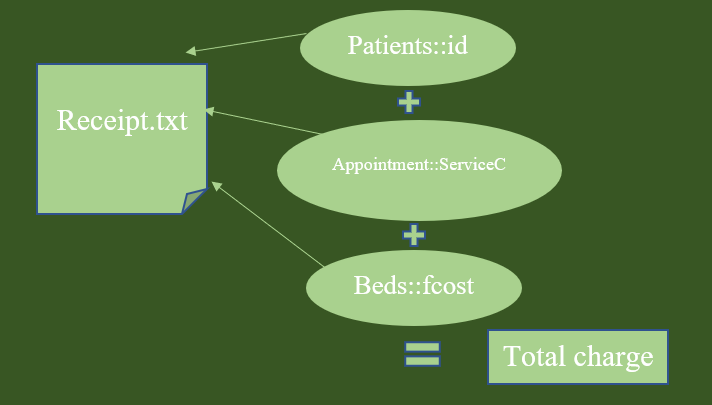 Patients::id
Receipt.txt
Appointment::ServiceC
Beds::fcost
Total charge